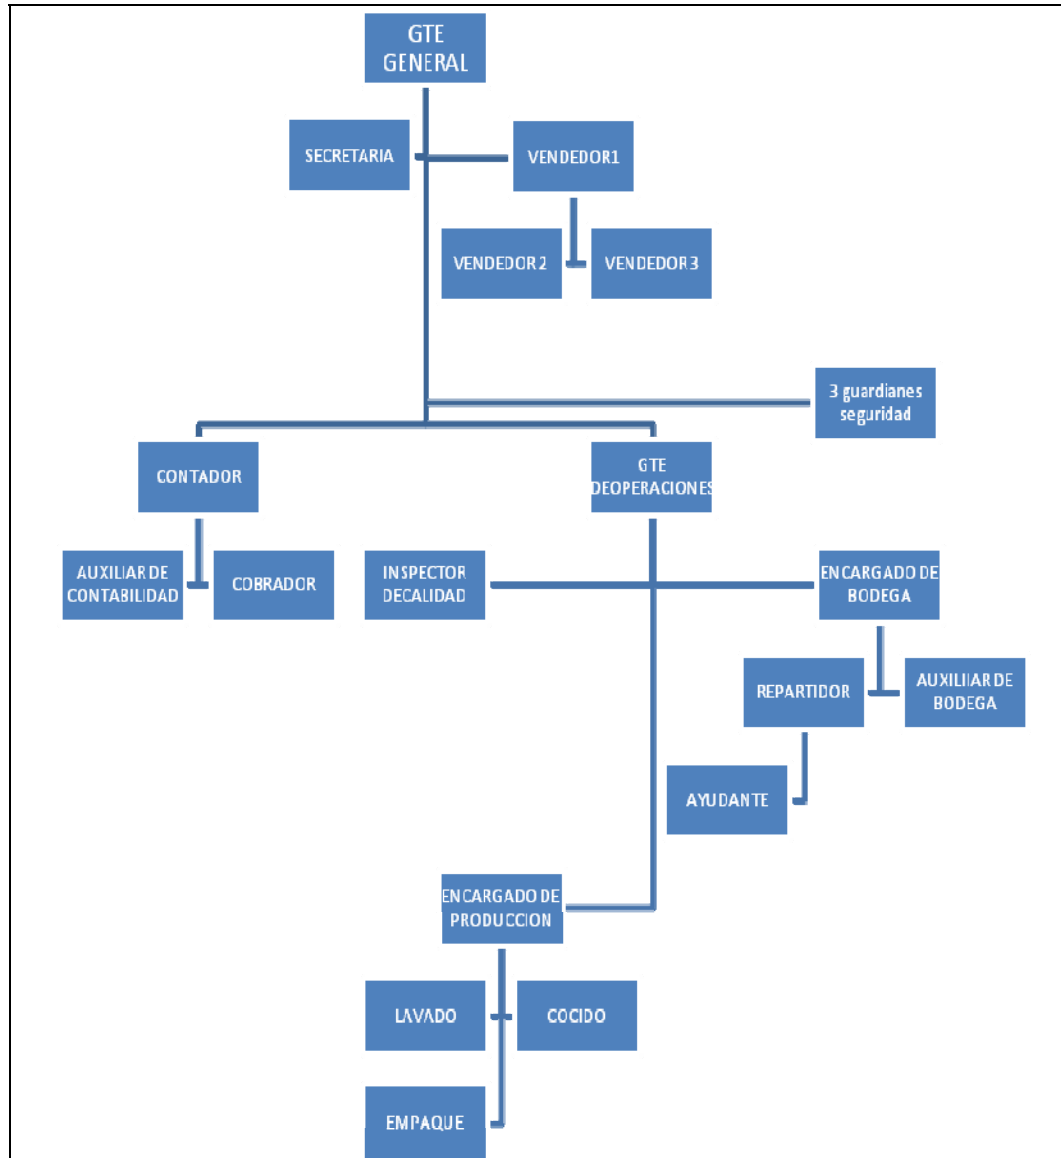 GTE
GENERAL
SECRETARIA
VENDEDOR1
VENDEDOR 2
VENDEDOR 3
3 guardianes
seguridad
CONTADOR
GTE
DEOPERACIONES
AUXILIAR DE
CONTABILIDAD
COBRADOR
INSPECTOR
DECALIDAD
ENCARGADO DE
BODEGA
REPARTIDOR
AUXILIIAR DE
BODEGA
AYUDANTE
ENCARGADO DE
PRODUCCION
LAVADO
COCIDO
EMPAQUE